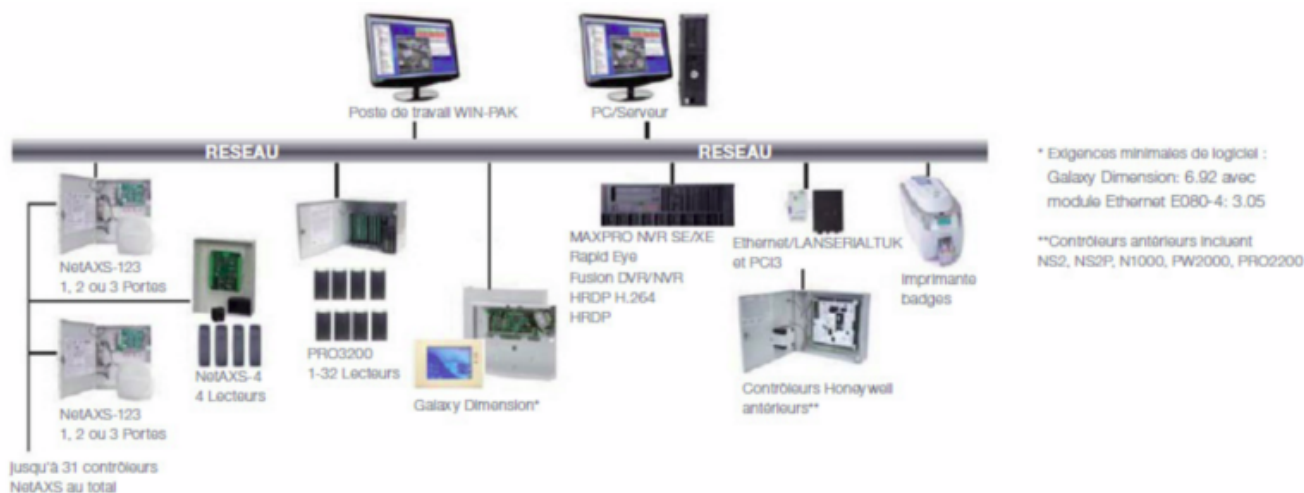 Poste de travail WIN-PAK
PC/Serveur
RESEAU
RESEAU
NetAXS-123
1, 2 ou 3 Portes
NetAXS-4
4 Lecteurs
NetAXS-123
1, 2 ou 3 Portes
Jusqu'à 31 contrôleurs
NetAXS au total
PRO3200
1-32 Lecteurs
Galaxy Dimension*
MAXPRO NVR SE/XE
Rapid Eye
Fusion DVR/NVR
HRDP H.264
HRDP
Ethernet/LANSERIALTUK
et PCI3
Contrôleurs Honeywell
antérieurs**
Imprimante
badges
* Exigences minimales de logiciel :
Galaxy Dimension: 6.92 avec
module Ethernet E080-4: 3.05
**Contrôleurs antérieurs incluent
NS2, NS2P, N1000, PW2000, PRO2200